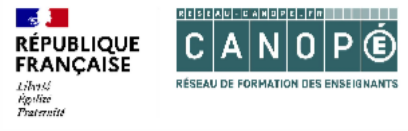 RÉPUBLIQUE
FRANÇAISE
Liberté
Égalité
Fraternité
RESEAU-CANOPE.FR
CANOPÉ
RÉSEAU DE FORMATION DES ENSEIGNANTS